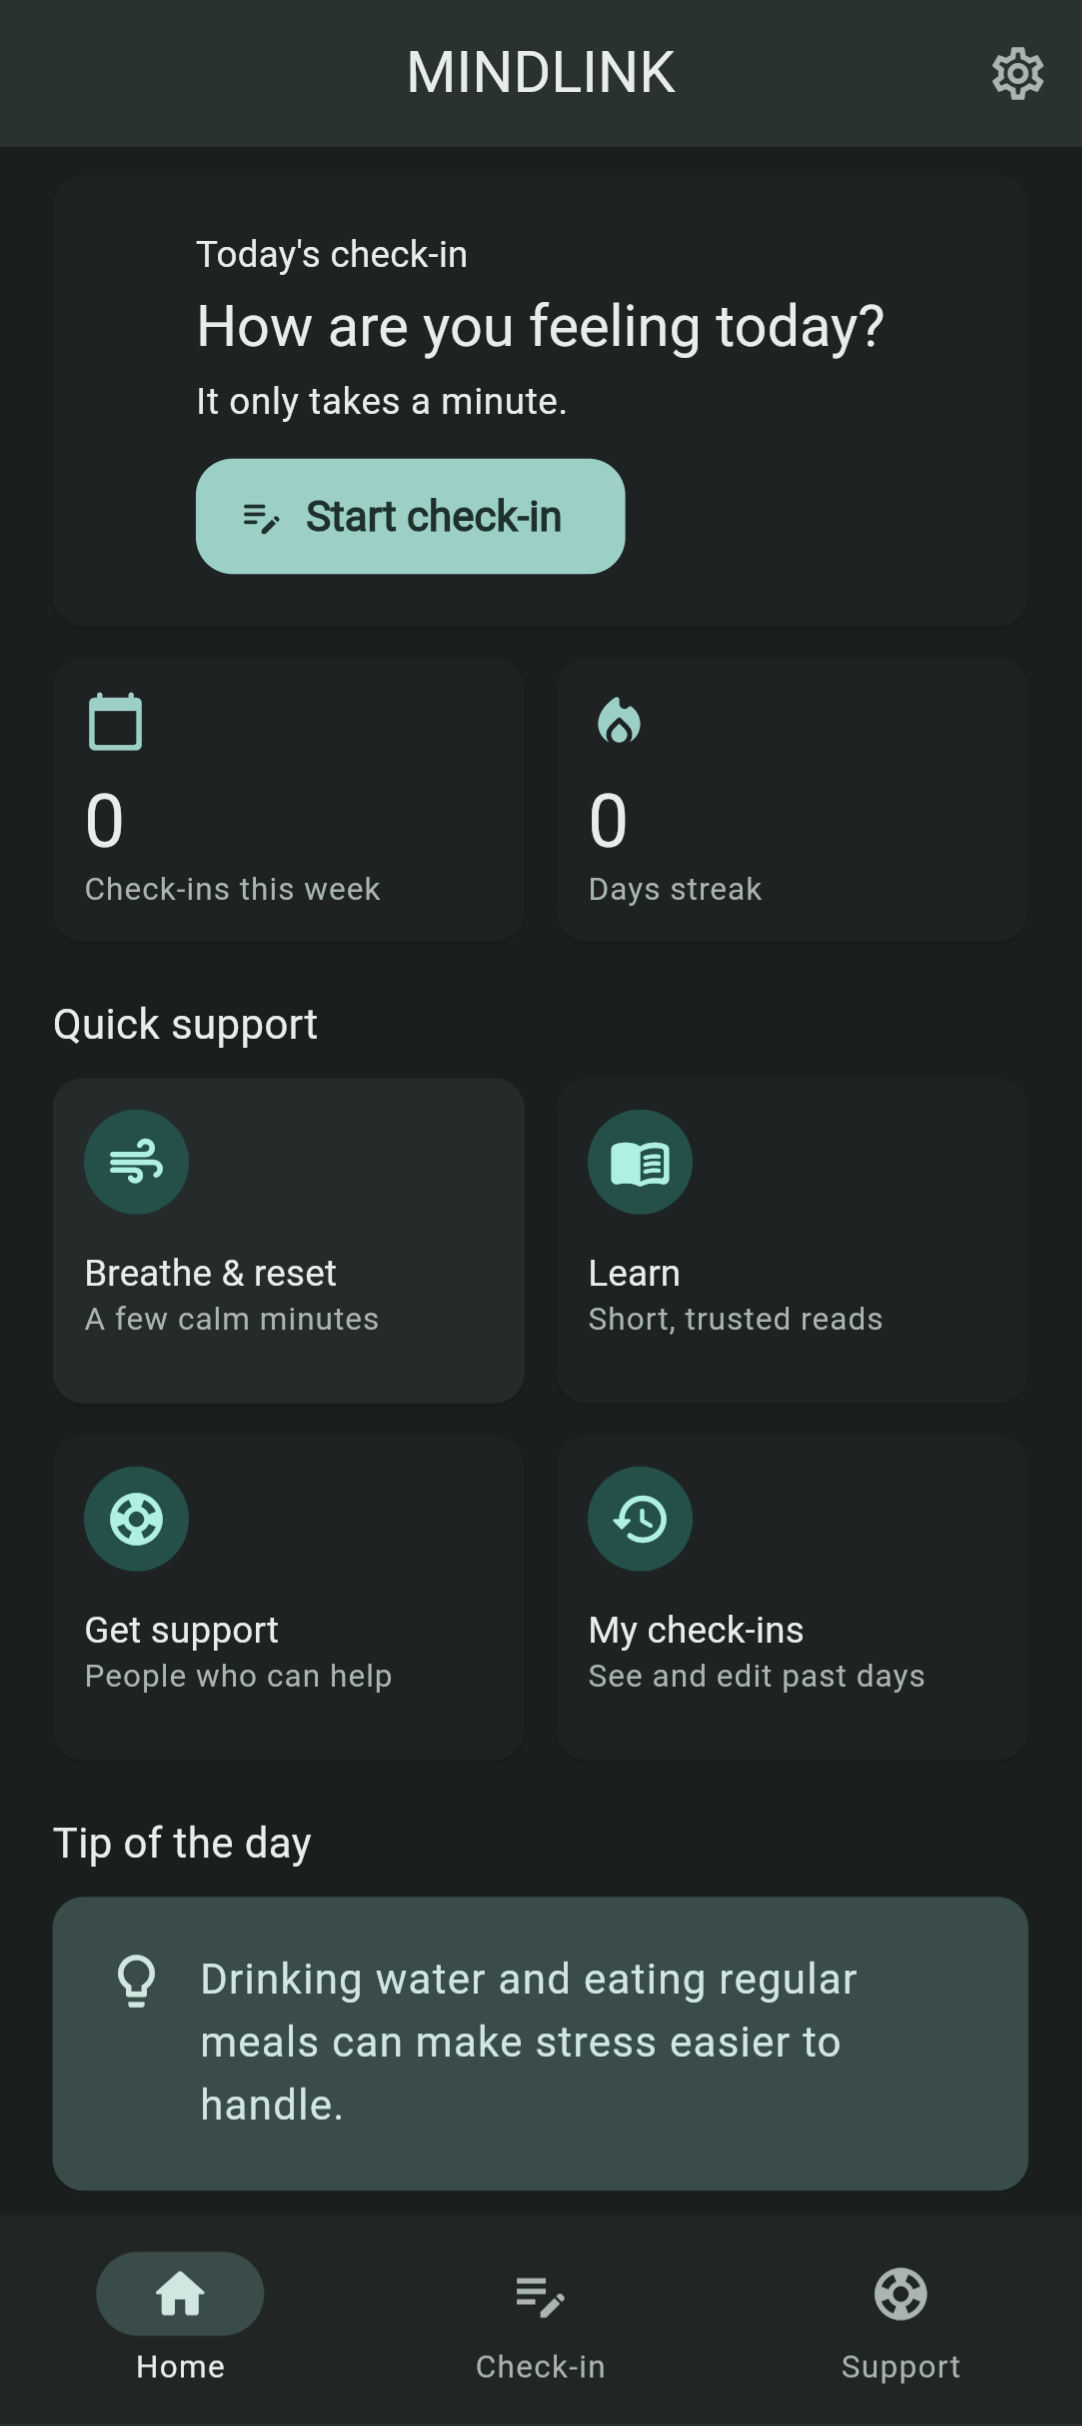 MINDLINK
Today's check-in
How are you feeling today?
It only takes a minute.
Start check-in
0
Check-ins this week
0
Days streak
Quick support
Breathe & reset
A few calm minutes
Learn
Short, trusted reads
Get support
People who can help
My check-ins
See and edit past days
Tip of the day
Drinking water and eating regular
meals can make stress easier to
handle.
Home
Check-in
Support